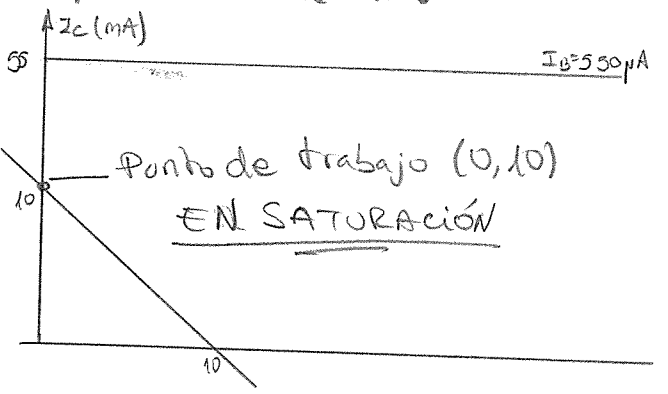 Ic (mA)
55
IB=550μA
Punto de trabajo (0,10)
10
EN SATURACIÓN
10